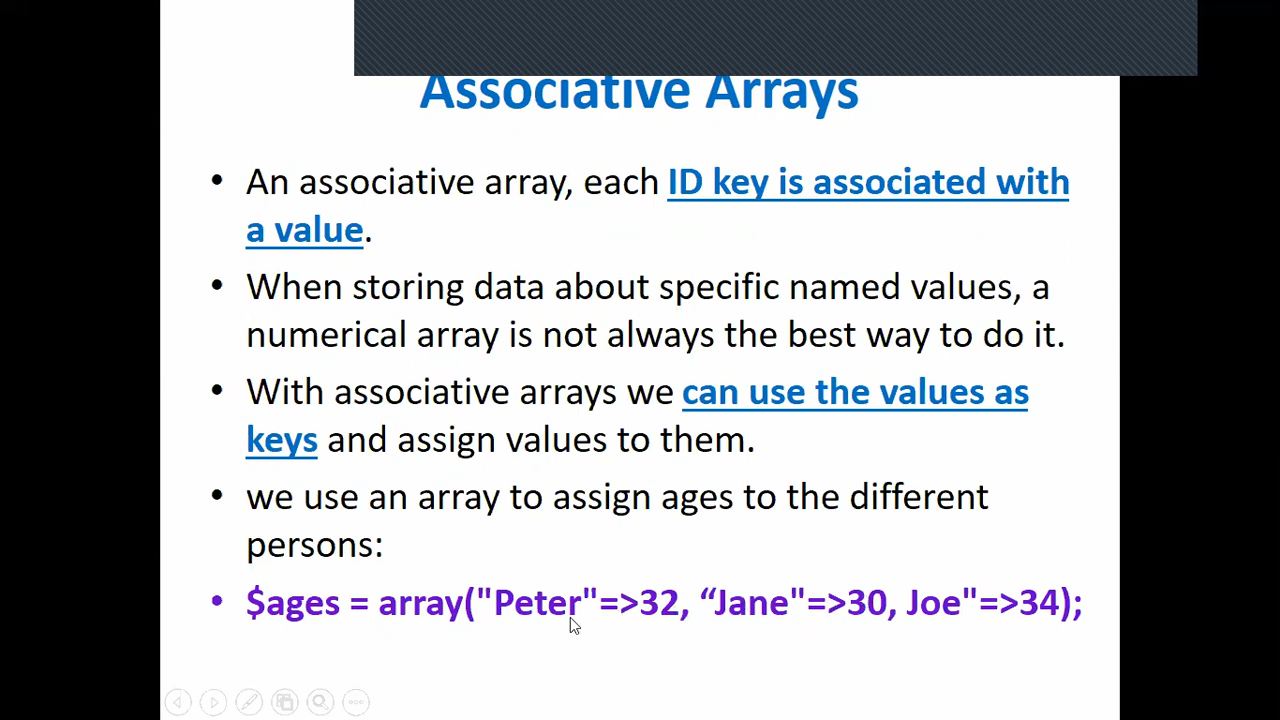 Associative Arrays
• An associative array, each ID key is associated with
a value.
• When storing data about specific named values, a
numerical array is not always the best way to do it.
• With associative arrays we can use the values as
keys and assign values to them.
• we use an array to assign ages to the different
persons:
• $ages = array("Peter"=>32, “Jane"=>30, Joe"=>34);